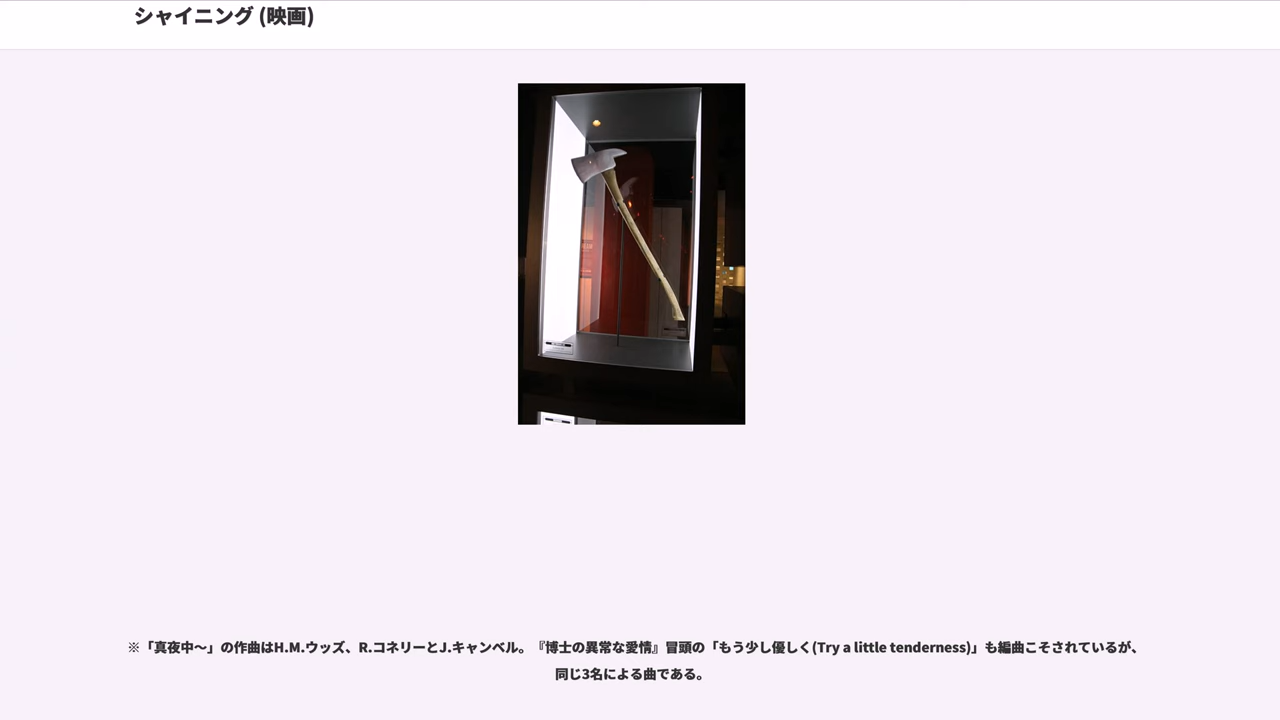 シャイニング (映画)
※「真夜中〜」の作曲はH.M.ウッズ、R.コネリーとJ.キャンベル。『博士の異常な愛情』冒頭の「もう少し優しく(Try a little tenderness)」も編曲こそされているが、
同じ3名による曲である。